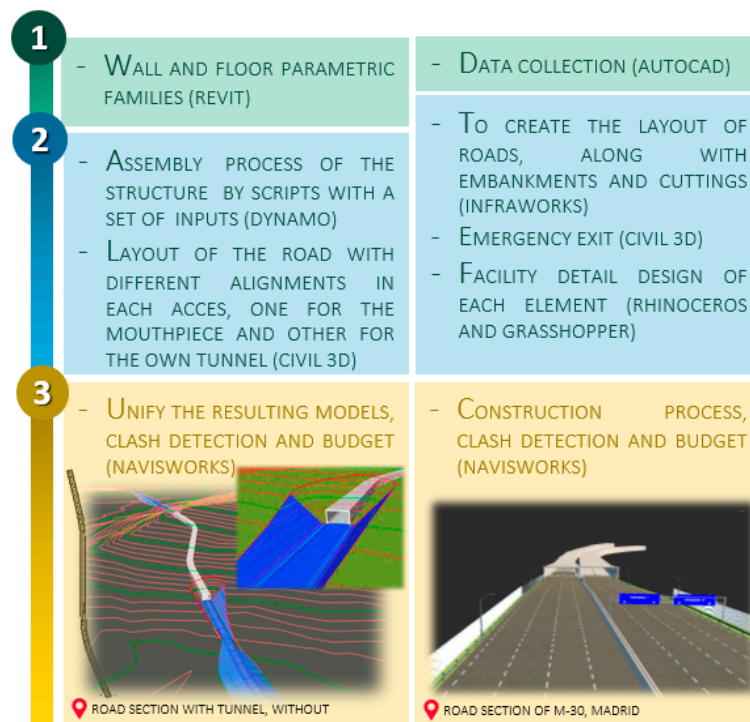 1
- WALL AND FLOOR PARAMETRIC
FAMILIES (REVIT)
- DATA COLLECTION (AUTOCAD)
2
- ASSEMBLY PROCESS OF THE
STRUCTURE BY SCRIPTS WITH A
SET OF INPUTS (DYNAMO)
- LAYOUT OF THE ROAD WITH
DIFFERENT ALIGNMENTS IN
EACH ACCES, ONE FOR THE
MOUTHPIECE AND OTHER FOR
THE OWN TUNNEL (CIVIL 3D)
- TO CREATE THE LAYOUT OF
ROADS, ALONG WITH
EMBANKMENTS AND CUTTINGS
(INFRAWORKS)
- EMERGENCY EXIT (CIVIL 3D)
- FACILITY DETAIL DESIGN OF
EACH ELEMENT (RHINOCEROS
AND GRASSHOPPER)
3
- UNIFY THE RESULTING MODELS,
CLASH DETECTION AND BUDGET
(NAVISWORKS)
- CONSTRUCTION PROCESS,
CLASH DETECTION AND BUDGET
(NAVISWORKS)
ROAD SECTION WITH TUNNEL, WITHOUT
ROAD SECTION OF M-30, MADRID